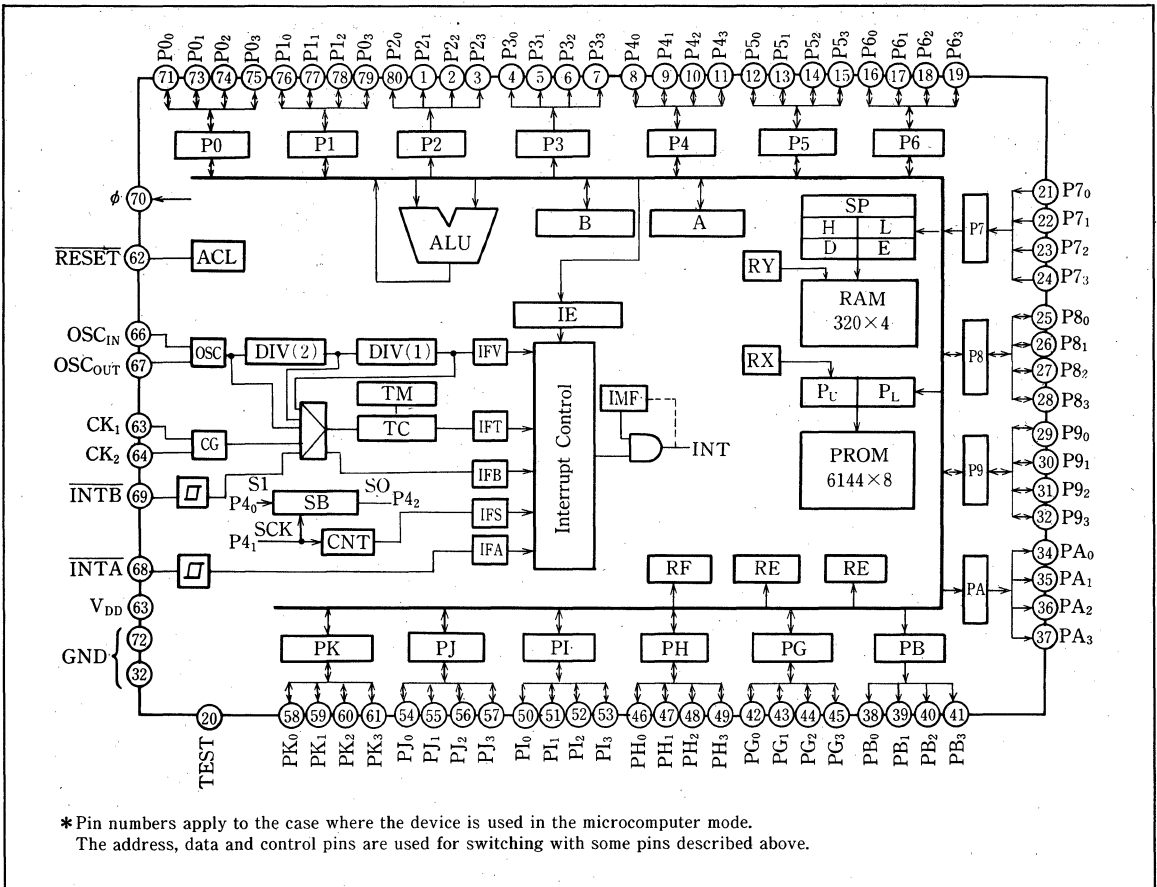 P0₀ P0₁ P0₂ P0₃ P1₀ P1₁ P1₂ P0₃ P2₀ P2₁ P2₂ P2₃ P3₀ P3₁ P3₂ P3₃ P4₀ P4₁ P4₂ P4₃ P5₀ P5₁ P5₂ P5₃ P6₀ P6₁ P6₂ P6₃
71 73 74 75 76 77 78 79 80 1 2 3 4 5 6 7 8 9 10 11 12 13 14 15 16 17 18 19
P0 P1 P2 P3 P4 P5 P6
ϕ 70
RESET 62 ACL
ALU B A
SP
H L
D E
RY
RAM
320×4
P7
21 P7₀
22 P7₁
23 P7₂
24 P7₃
IE
OSCIN 66
OSCOUT 67
OSC DIV(2) DIV(1) IFV
RX
PU PL
PROM
6144×8
P8
25 P8₀
26 P8₁
27 P8₂
28 P8₃
TM
TC IFT
CK₁ 63
CK₂ 64
CG
Interrupt Control
IMF
INT
P9
29 P9₀
30 P9₁
31 P9₂
32 P9₃
IFB
INTB 69
S1 SO
P4₀ SB P4₂
SCK
P4₁ CNT IFS
INTA 68
IFA
PA
34 PA₀
35 PA₁
36 PA₂
37 PA₃
VDD 63
GND 72
32
RF RE RE
PK PJ PI PH PG PB
20 58 59 60 61 54 55 56 57 50 51 52 53 46 47 48 49 42 43 44 45 38 39 40 41
TEST PK₀ PK₁ PK₂ PK₃ PJ₀ PJ₁ PJ₂ PJ₃ PI₀ PI₁ PI₂ PI₃ PH₀ PH₁ PH₂ PH₃ PG₀ PG₁ PG₂ PG₃ PB₀ PB₁ PB₂ PB₃
*Pin numbers apply to the case where the device is used in the microcomputer mode.
The address, data and control pins are used for switching with some pins described above.